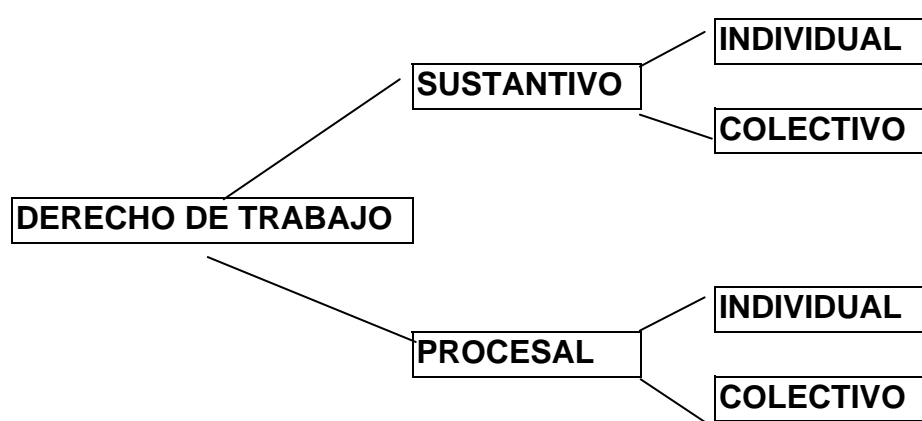 INDIVIDUAL
SUSTANTIVO
COLECTIVO
DERECHO DE TRABAJO
INDIVIDUAL
PROCESAL
COLECTIVO